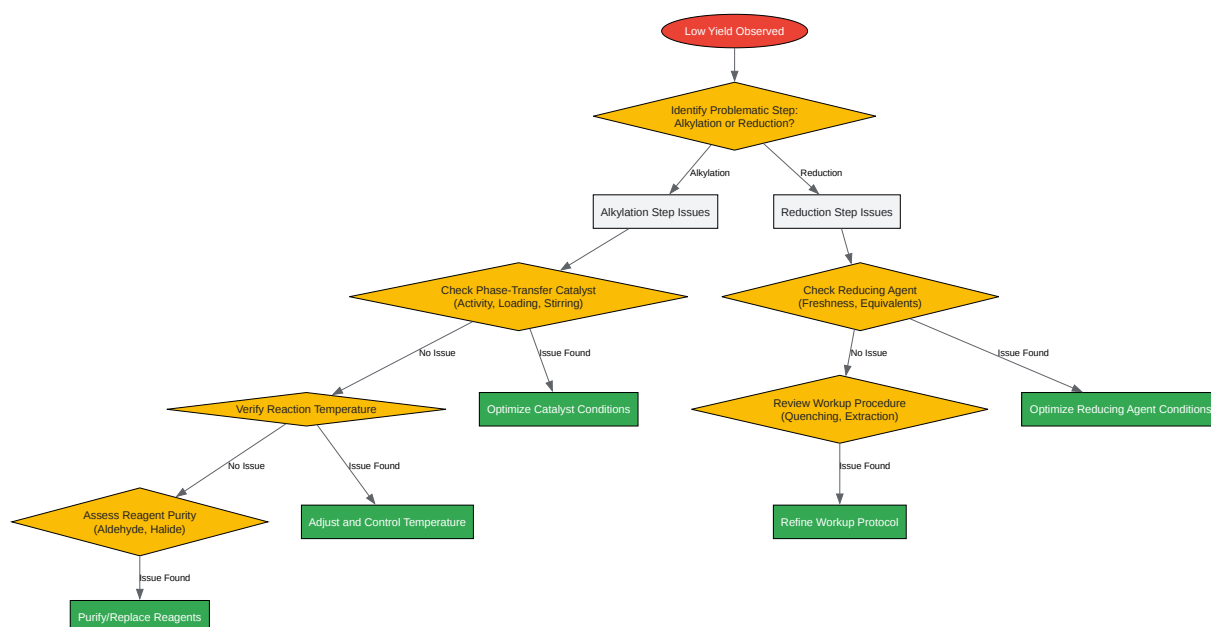 Low Yield Observed
Identify Problematic Step:
Alkylation or Reduction?
Alkylation
Reduction
Alkylation Step Issues
Reduction Step Issues
Check Phase-Transfer Catalyst
(Activity, Loading, Stirring)
Check Reducing Agent
(Freshness, Equivalents)
No Issue
Issue Found
No Issue
Issue Found
Verify Reaction Temperature
Optimize Catalyst Conditions
Review Workup Procedure
(Quenching, Extraction)
Optimize Reducing Agent Conditions
No Issue
Issue Found
Issue Found
Assess Reagent Purity
(Aldehyde, Halide)
Adjust and Control Temperature
Refine Workup Protocol
Issue Found
Purify/Replace Reagents